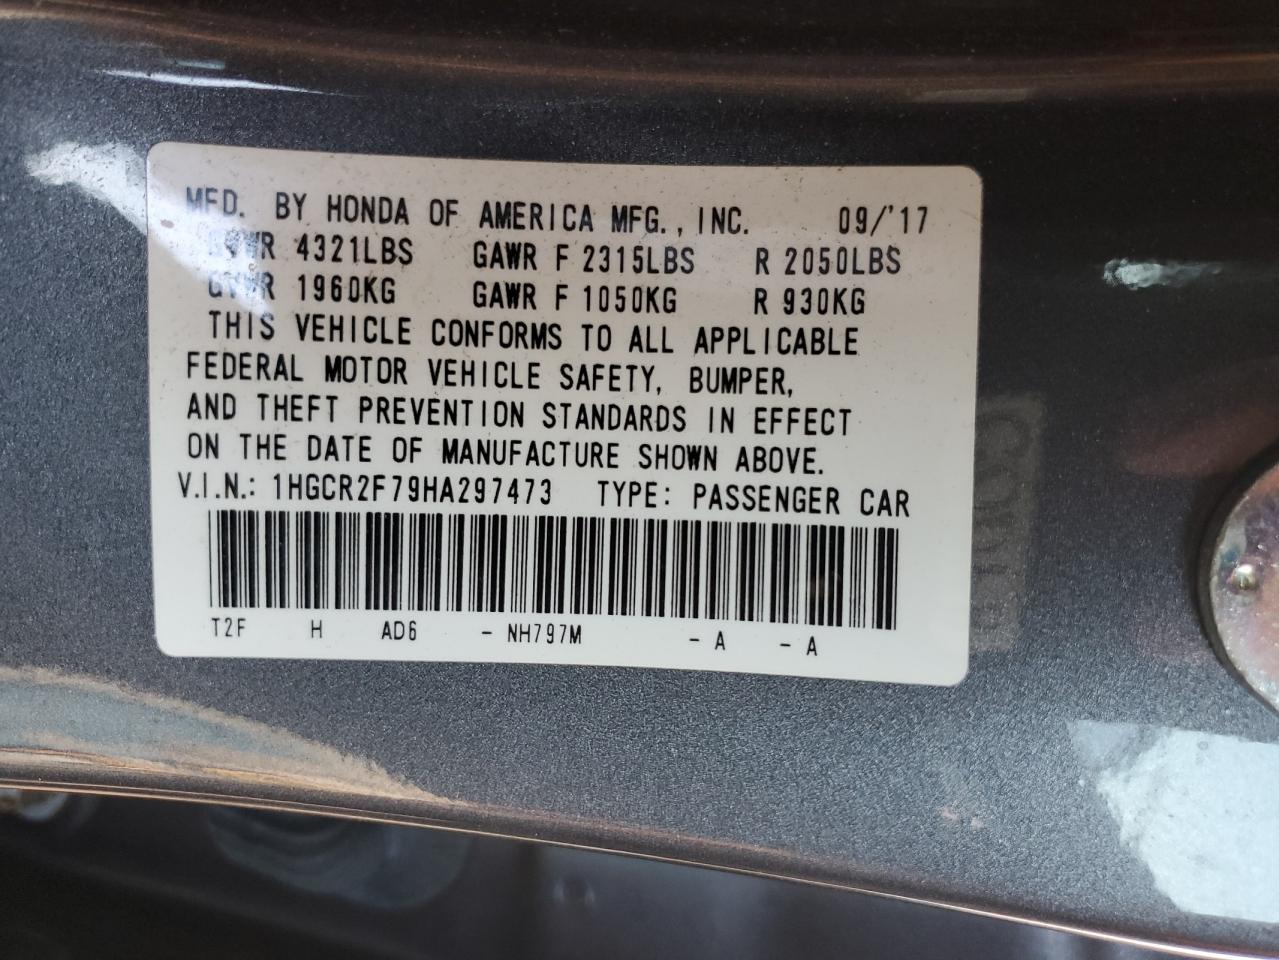 MFD. BY HONDA OF AMERICA MFG., INC. 09/'17
GVWR 4321LBS GAWR F 2315LBS R 2050LBS
GVWR 1960KG GAWR F 1050KG R 930KG
THIS VEHICLE CONFORMS TO ALL APPLICABLE
FEDERAL MOTOR VEHICLE SAFETY, BUMPER,
AND THEFT PREVENTION STANDARDS IN EFFECT
ON THE DATE OF MANUFACTURE SHOWN ABOVE.
V.I.N.: 1HGCR2F79HA297473 TYPE: PASSENGER CAR
T2F H AD6 - NH797M - A - A